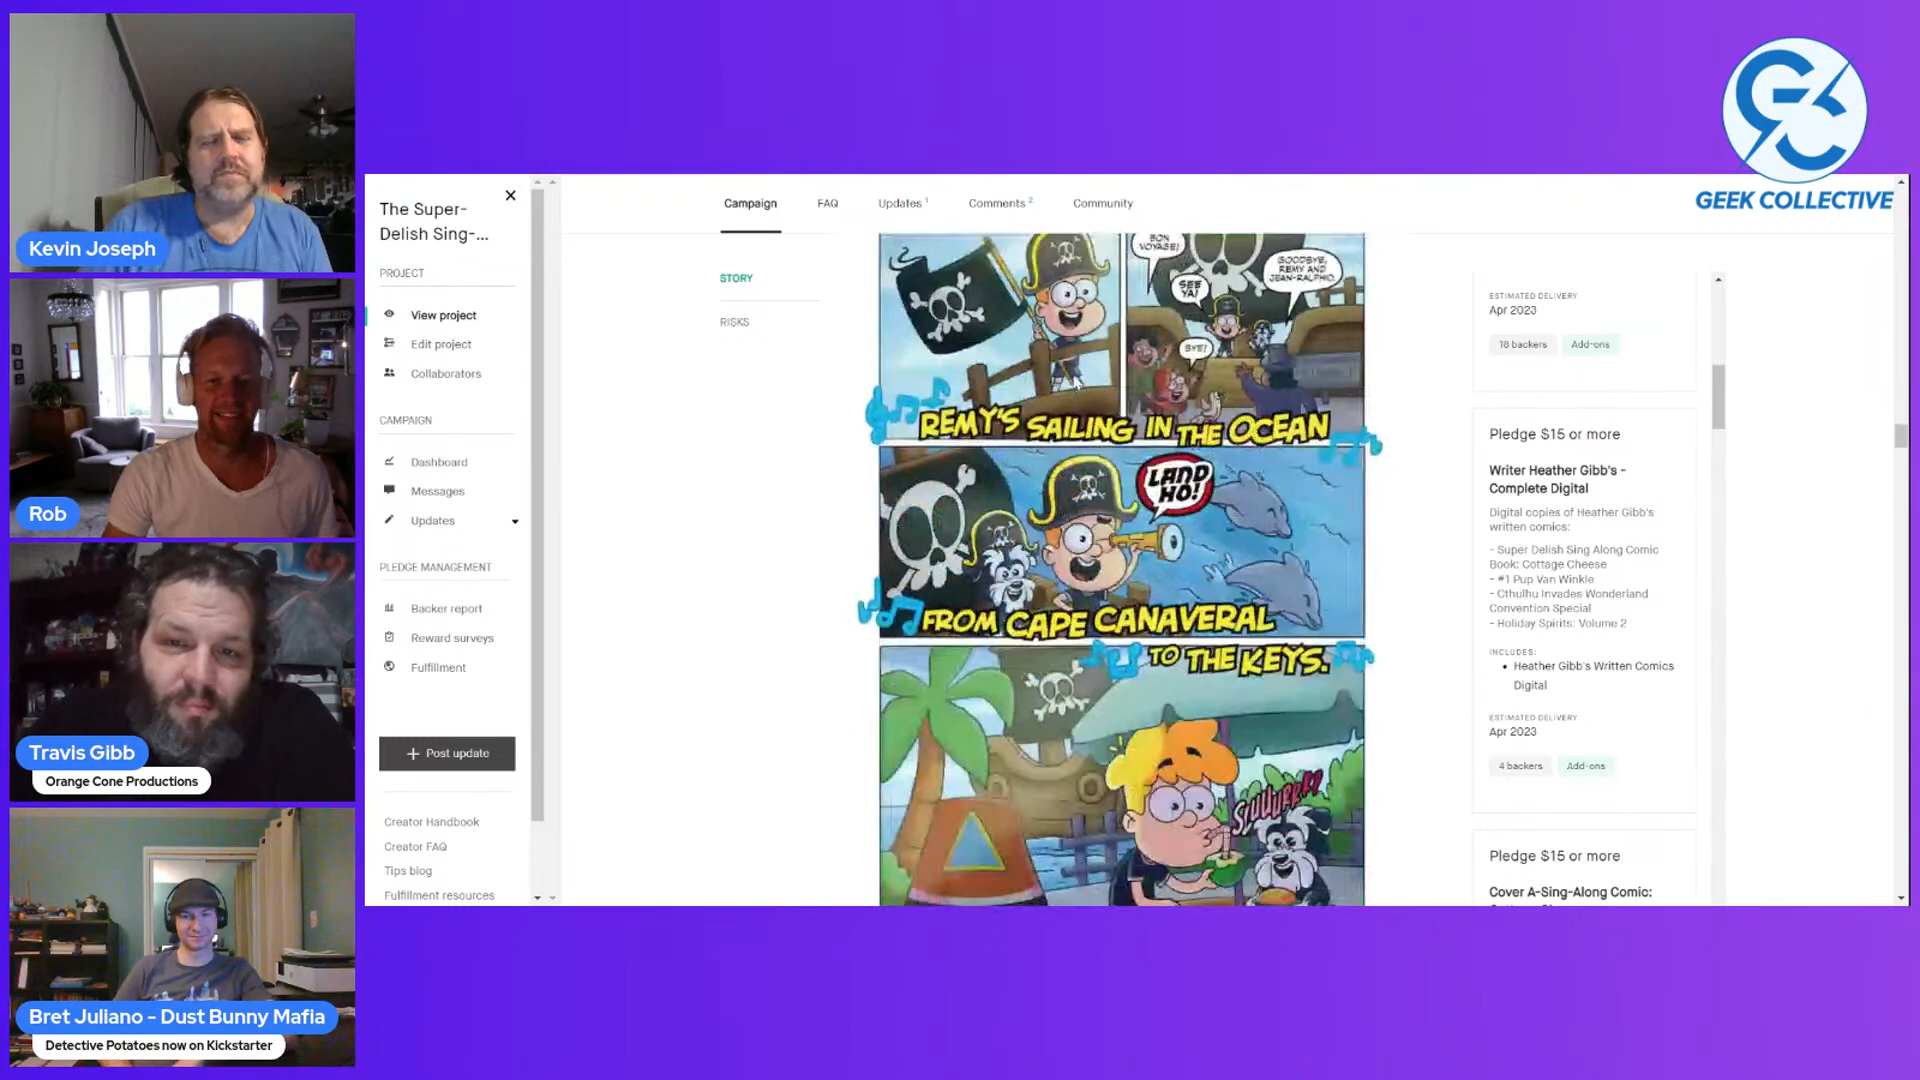 Kevin Joseph
Rob
Travis Gibb
Orange Cone Productions
Bret Juliano - Dust Bunny Mafia
Detective Potatoes now on Kickstarter
The Super-
Delish Sing-...
PROJECT
View project
Edit project
Collaborators
CAMPAIGN
Dashboard
Messages
Updates
PLEDGE MANAGEMENT
Backer report
Reward surveys
Fulfillment
+ Post update
Creator Handbook
Creator FAQ
Tips blog
Fulfillment resources
Campaign
FAQ
Updates 1
Comments 2
Community
STORY
RISKS
BON
VOYAGE!
SEE
YA!
GOODBYE,
REMY AND
JEAN-RALPHIO.
BYE!
REMY'S SAILING IN THE OCEAN
LAND
HO!
FROM CAPE CANAVERAL
TO THE KEYS.
SLUUURRRP
ESTIMATED DELIVERY
Apr 2023
18 backers
Add-ons
Pledge $15 or more
Writer Heather Gibb's -
Complete Digital
Digital copies of Heather Gibb's
written comics:
- Super Delish Sing Along Comic
Book: Cottage Cheese
- #1 Pup Van Winkle
- Cthulhu Invades Wonderland
Convention Special
- Holiday Spirits: Volume 2
INCLUDES:
• Heather Gibb's Written Comics
Digital
ESTIMATED DELIVERY
Apr 2023
4 backers
Add-ons
Pledge $15 or more
Cover A-Sing-Along Comic:
GC
GEEK COLLECTIVE